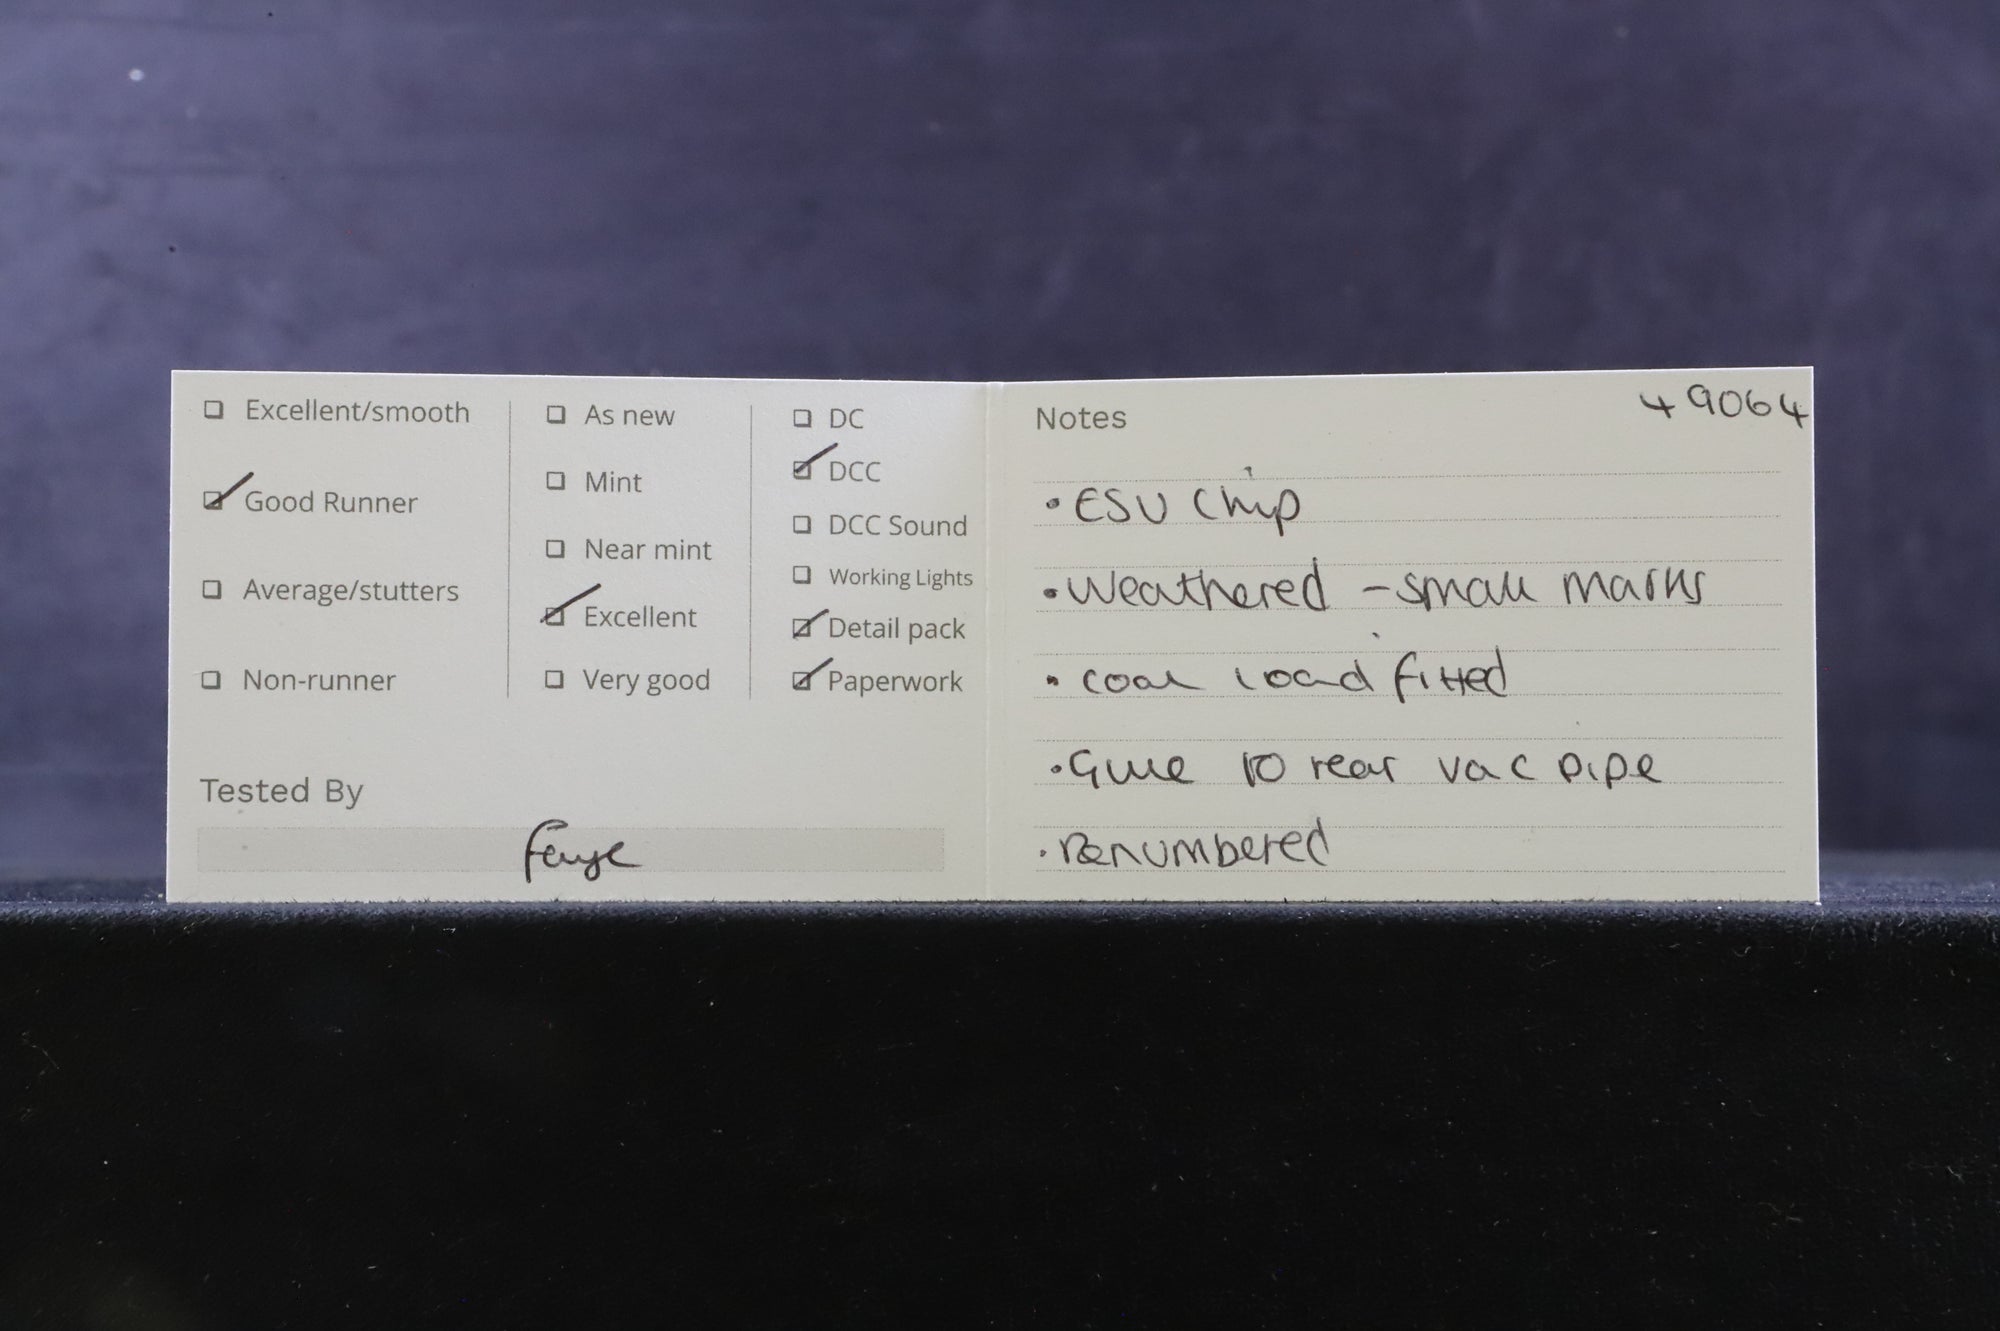 ☐ Excellent/smooth
☑ Good Runner
☐ Average/stutters
☐ Non-runner
☐ As new
☐ Mint
☐ Near mint
☑ Excellent
☐ Very good
☐ DC
☑ DCC
☐ DCC Sound
☐ Working Lights
☑ Detail pack
☑ Paperwork
Tested By
Faye
Notes
49064
• ESU Chip
• Weathered - small marks
• coal load fitted
• Glue to rear vac pipe
• Renumbered